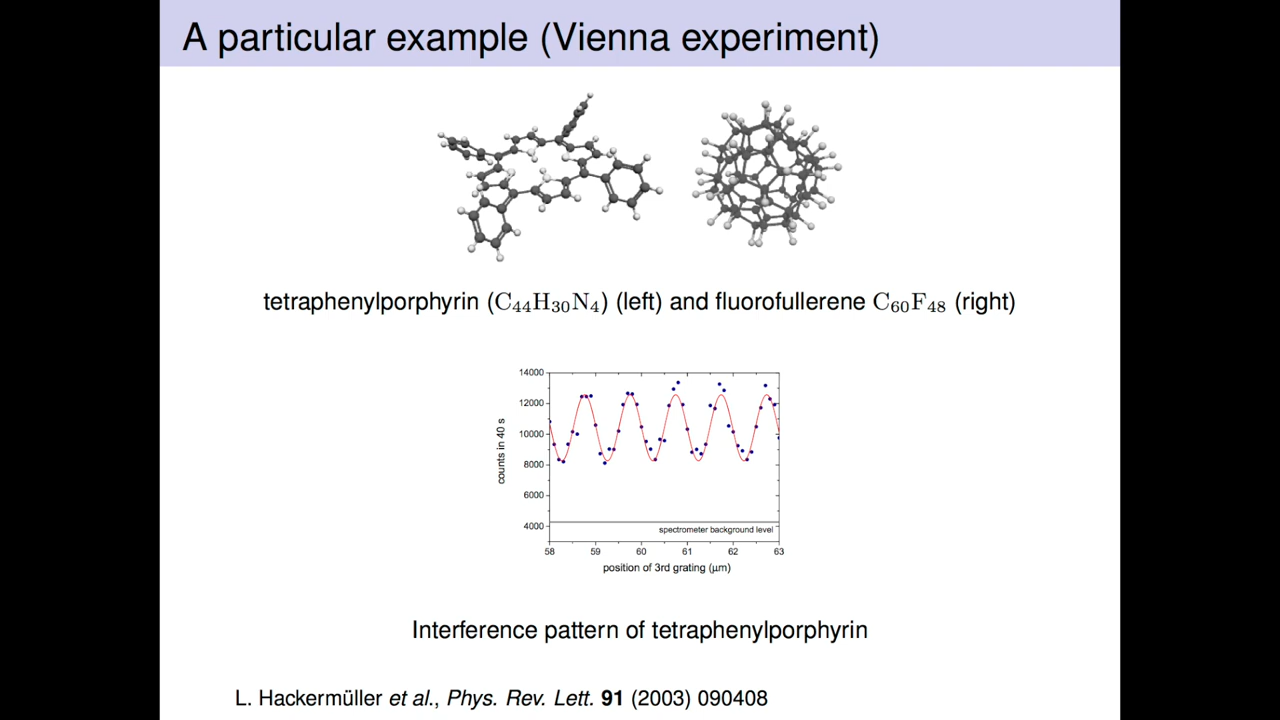 A particular example (Vienna experiment)
tetraphenylporphyrin (C₄₄H₃₀N₄) (left) and fluorofullerene C₆₀F₄₈ (right)
14000
12000
10000
8000
6000
4000
counts in 40 s
spectrometer background level
58 59 60 61 62 63
position of 3rd grating (μm)
Interference pattern of tetraphenylporphyrin
L. Hackermüller et al., Phys. Rev. Lett. 91 (2003) 090408